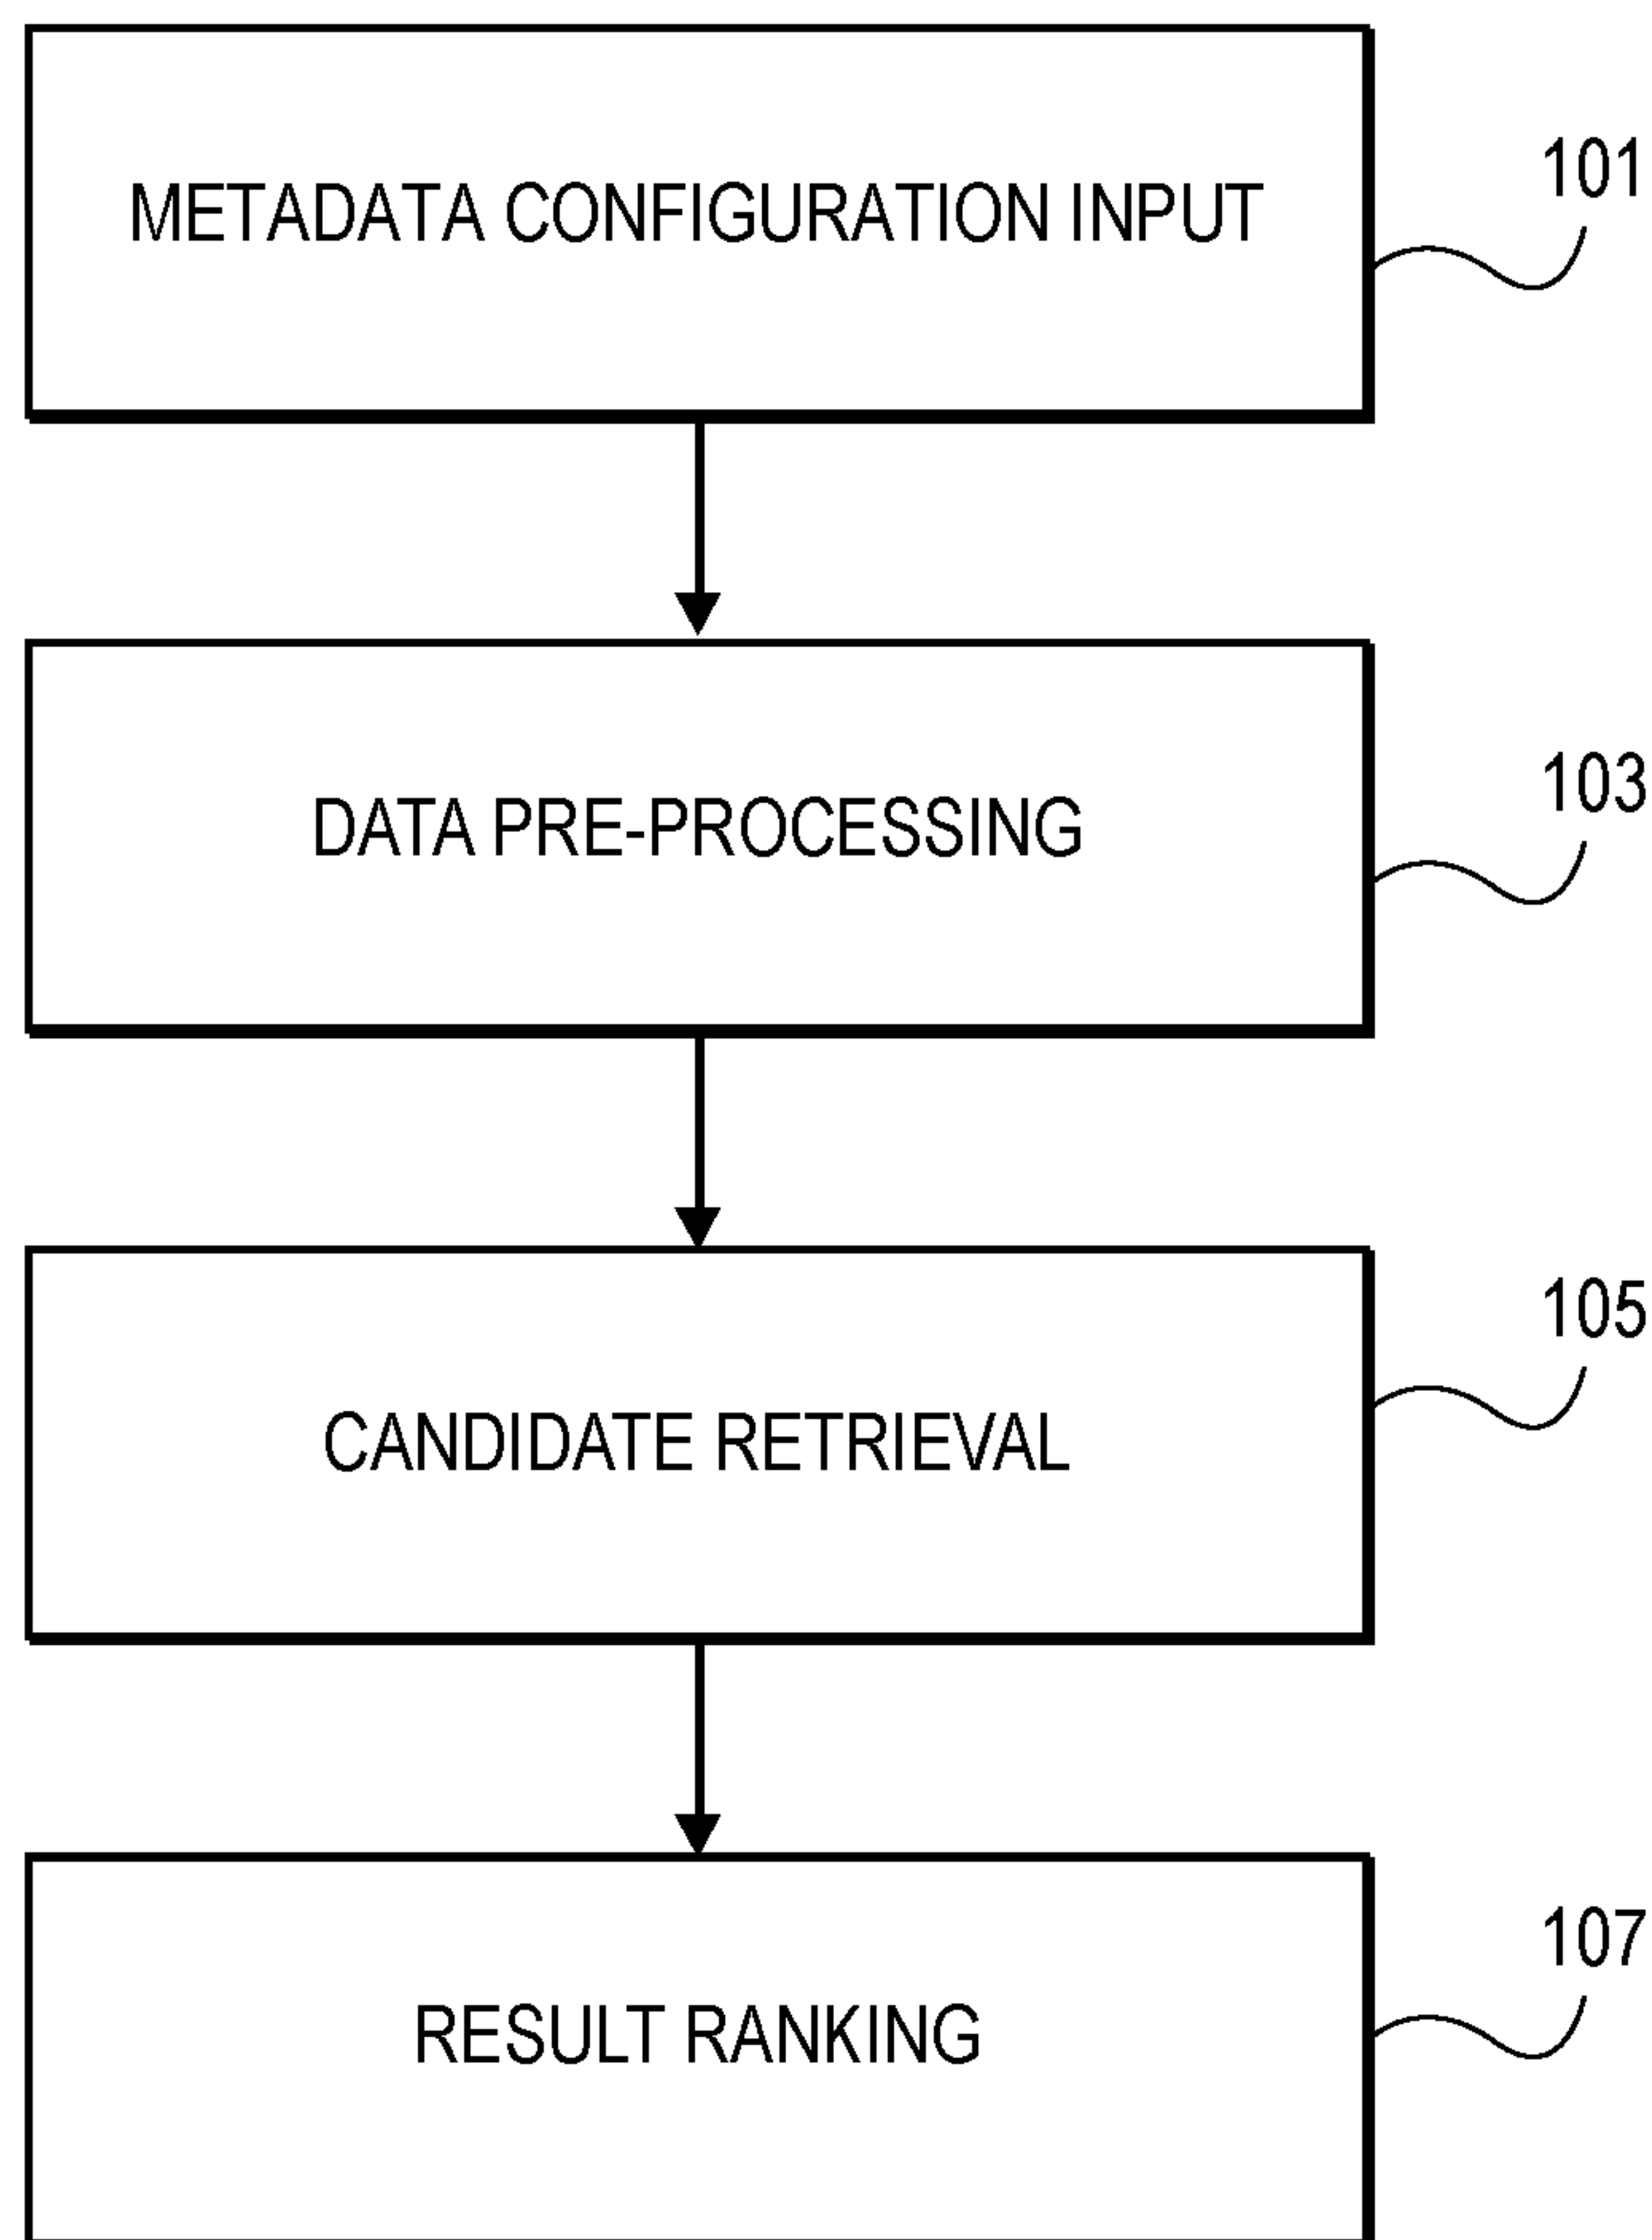 METADATA CONFIGURATION INPUT
101
DATA PRE-PROCESSING
103
CANDIDATE RETRIEVAL
105
RESULT RANKING
107